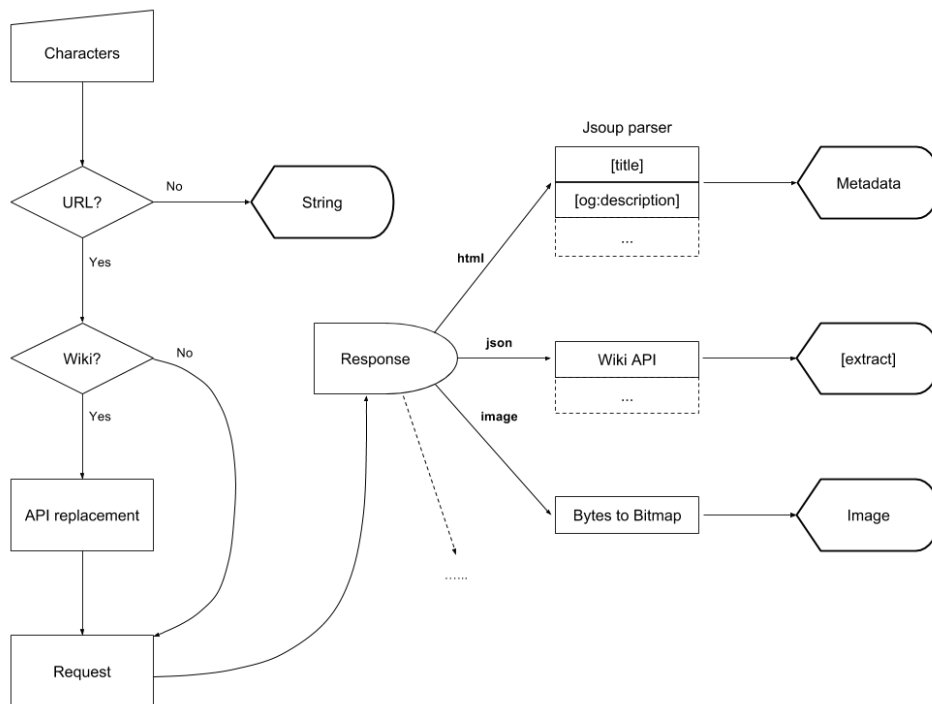 Characters
URL?
No
String
Yes
Wiki?
No
Yes
API replacement
Request
Response
html
json
image
......
Jsoup parser
[title]
[og:description]
...
Metadata
Wiki API
...
[extract]
Bytes to Bitmap
Image